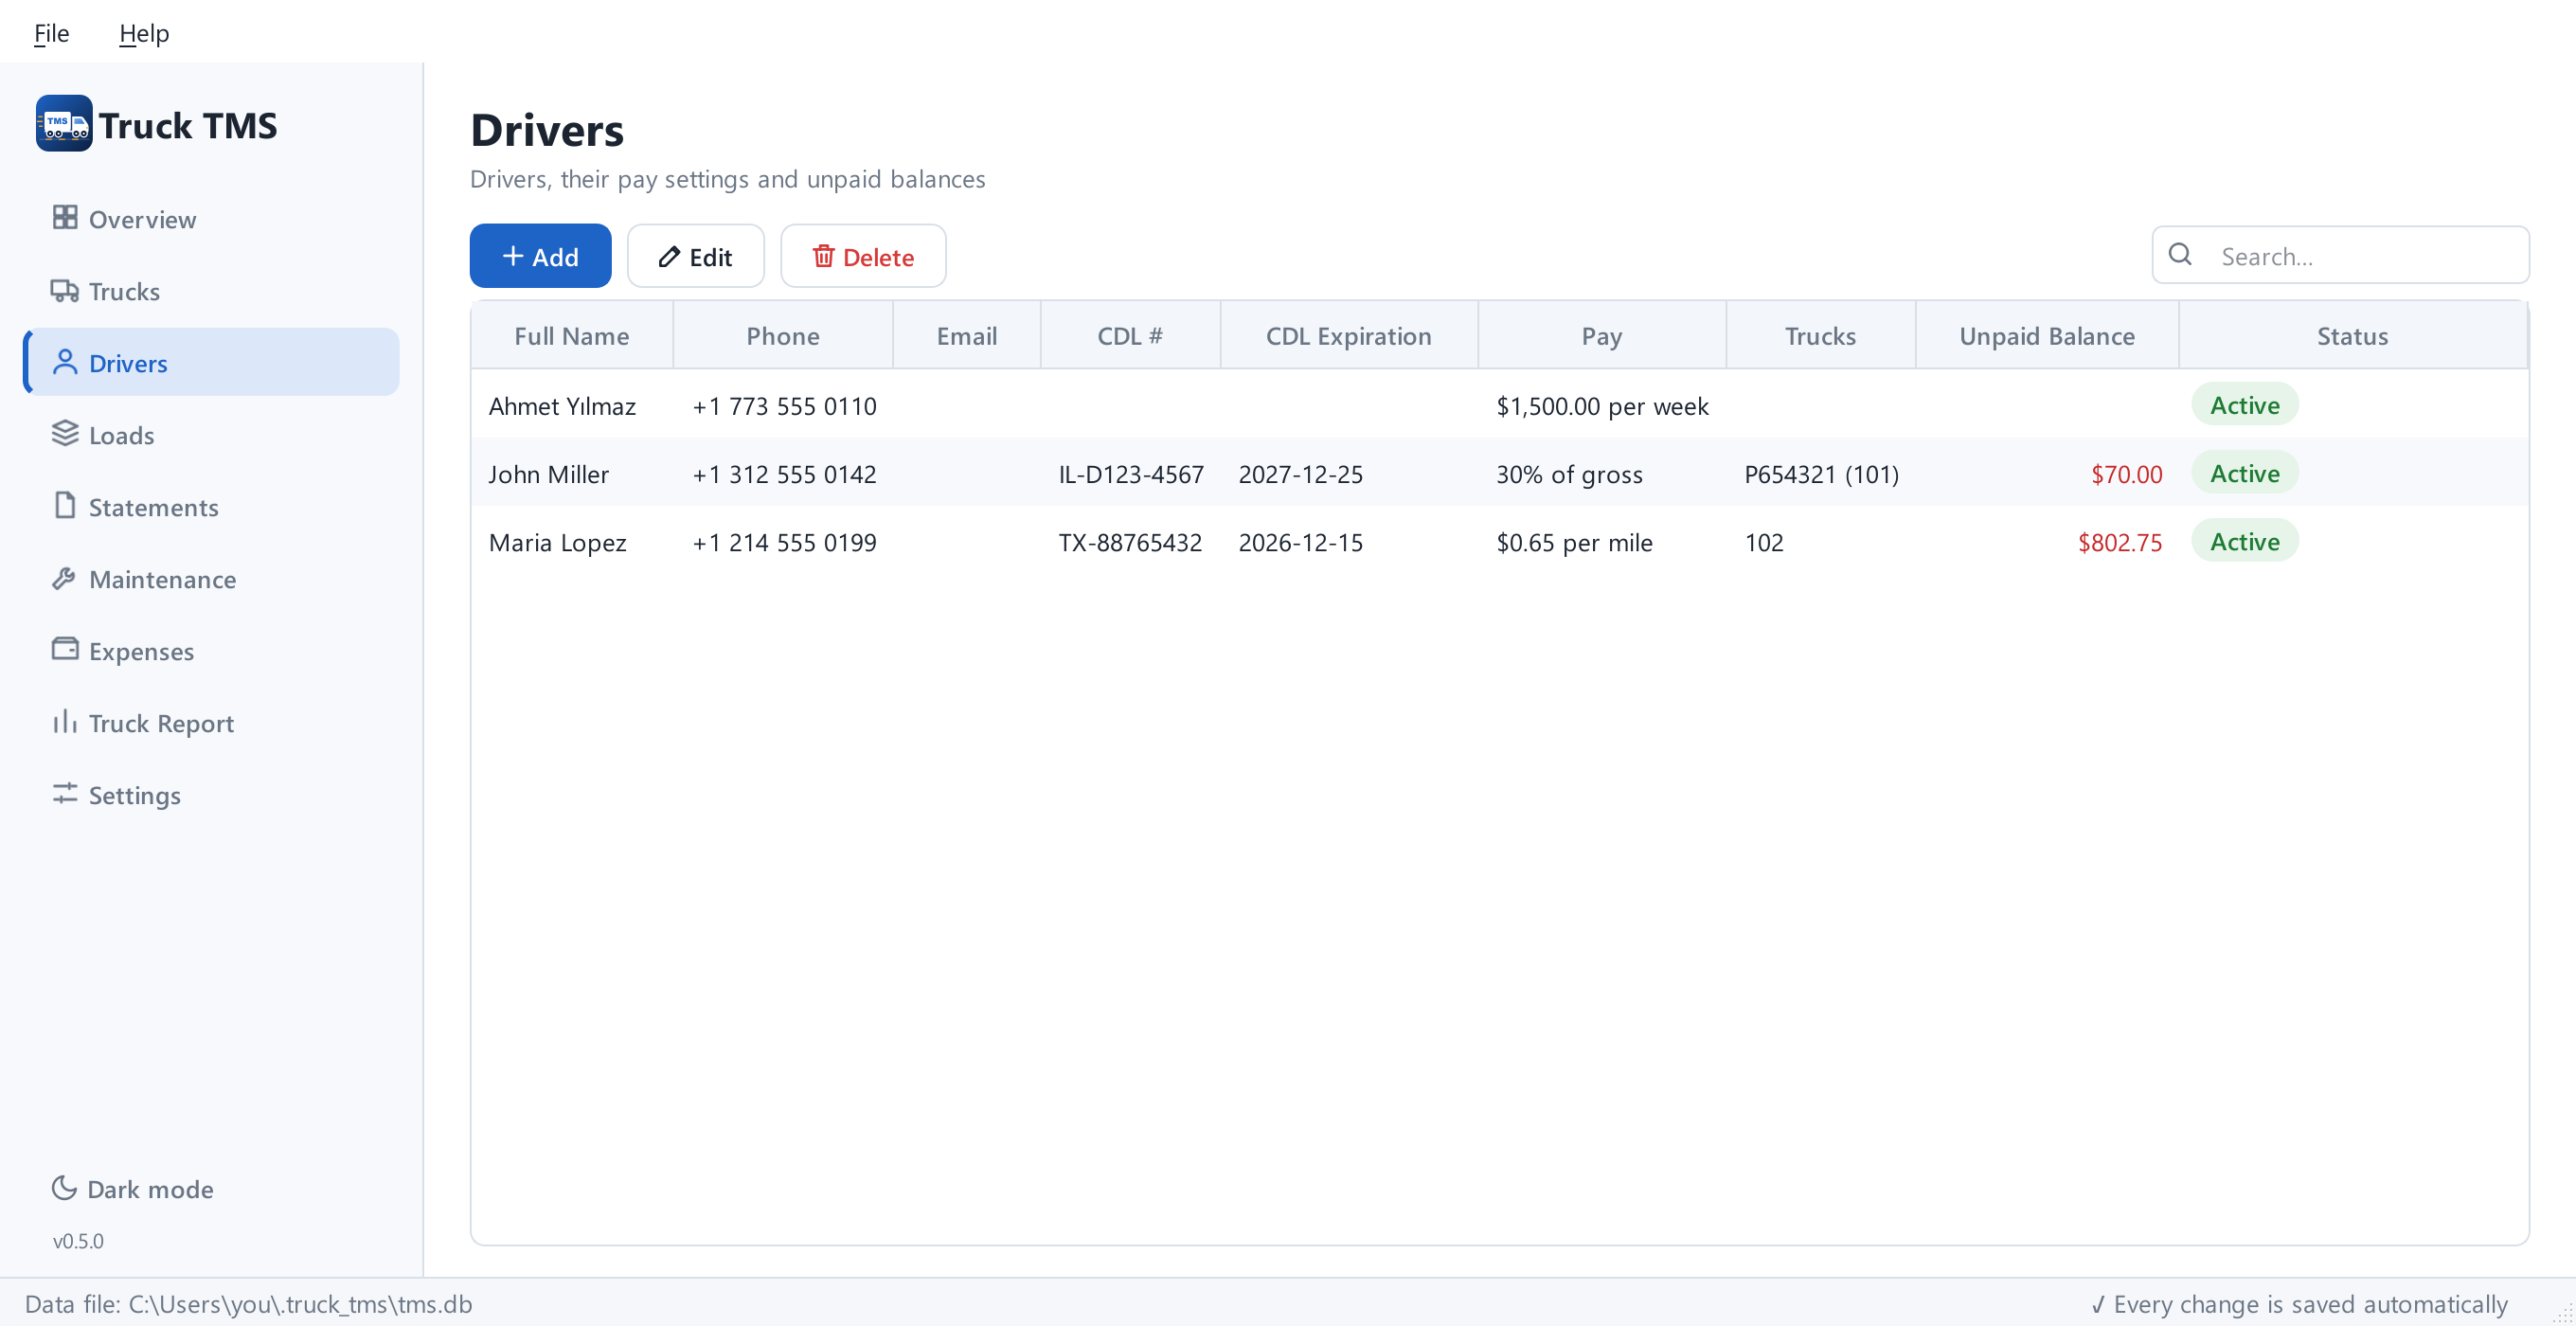 File Help
TMS
Truck TMS
Overview
Trucks
Drivers
Loads
Statements
Maintenance
Expenses
Truck Report
Settings
Dark mode
v0.5.0
Drivers
Drivers, their pay settings and unpaid balances
Add Edit Delete Search...
Full Name Phone Email CDL # CDL Expiration Pay Trucks Unpaid Balance Status
Ahmet Yılmaz +1 773 555 0110 $1,500.00 per week Active
John Miller +1 312 555 0142 IL-D123-4567 2027-12-25 30% of gross P654321 (101) $70.00 Active
Maria Lopez +1 214 555 0199 TX-88765432 2026-12-15 $0.65 per mile 102 $802.75 Active
Data file: C:\Users\you\.truck_tms\tms.db ✓ Every change is saved automatically